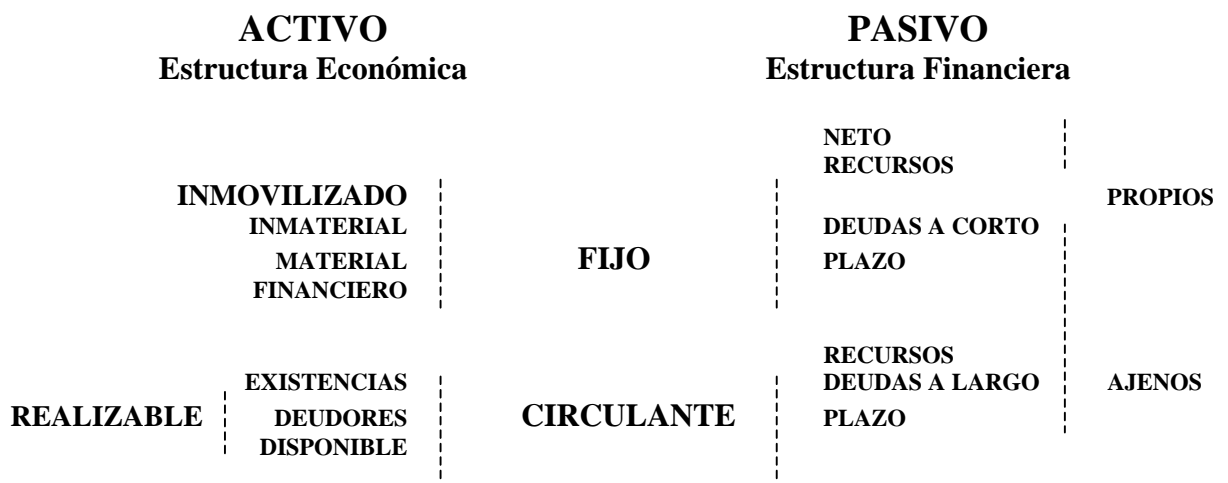 ACTIVO
Estructura Económica
PASIVO
Estructura Financiera
NETO
RECURSOS
INMOVILIZADO
PROPIOS
INMATERIAL
DEUDAS A CORTO
MATERIAL
FIJO
PLAZO
FINANCIERO
RECURSOS
EXISTENCIAS
DEUDAS A LARGO
AJENOS
REALIZABLE
DEUDORES
CIRCULANTE
PLAZO
DISPONIBLE